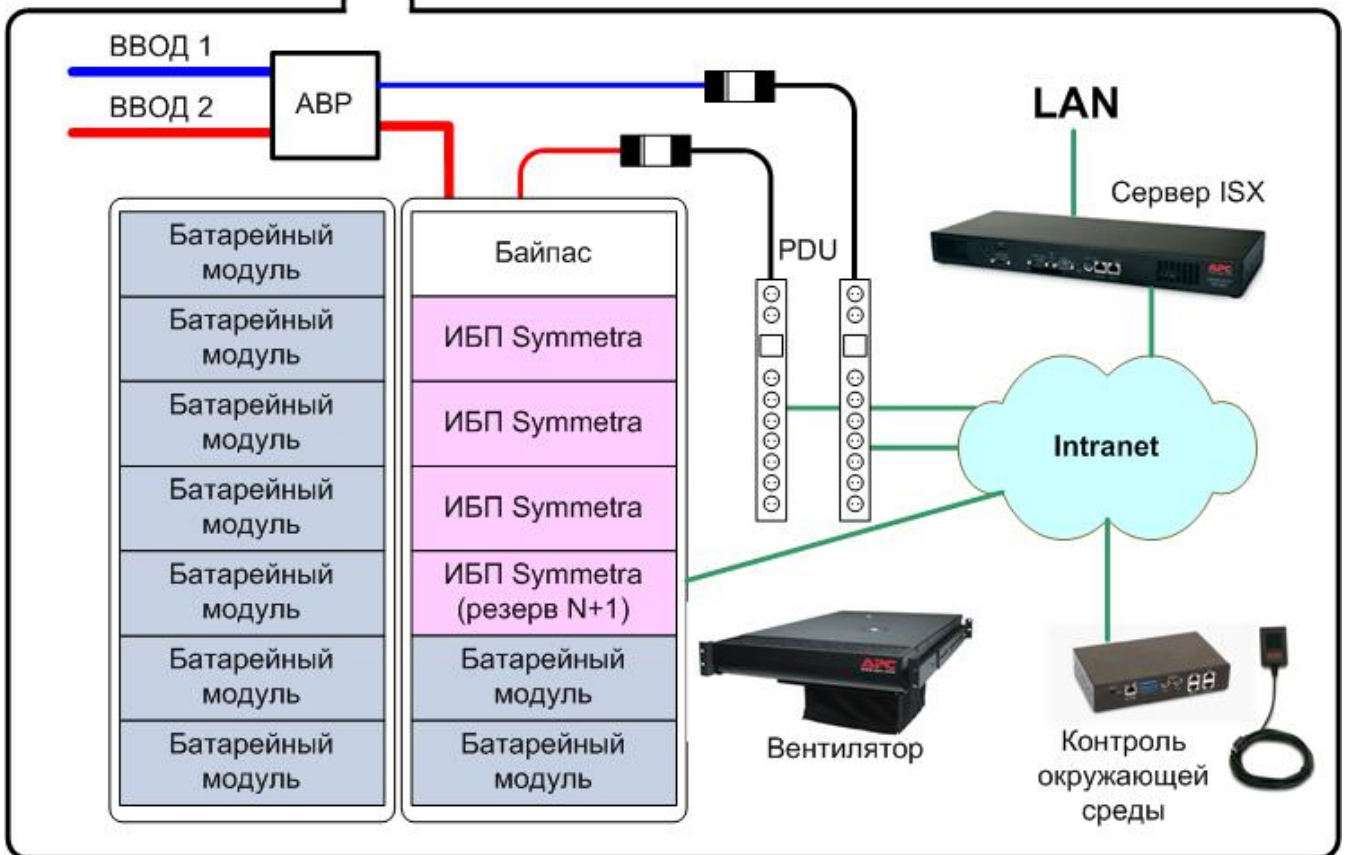 ВВОД 1
ВВОД 2
АВР
LAN
Сервер ISX
APC
PDU
Intranet
Батарейный
модуль
Батарейный
модуль
Батарейный
модуль
Батарейный
модуль
Батарейный
модуль
Батарейный
модуль
Батарейный
модуль
Байпас
ИБП Symmetra
ИБП Symmetra
ИБП Symmetra
ИБП Symmetra
(резерв N+1)
Батарейный
модуль
Батарейный
модуль
APC
Вентилятор
Контроль
окружающей
среды